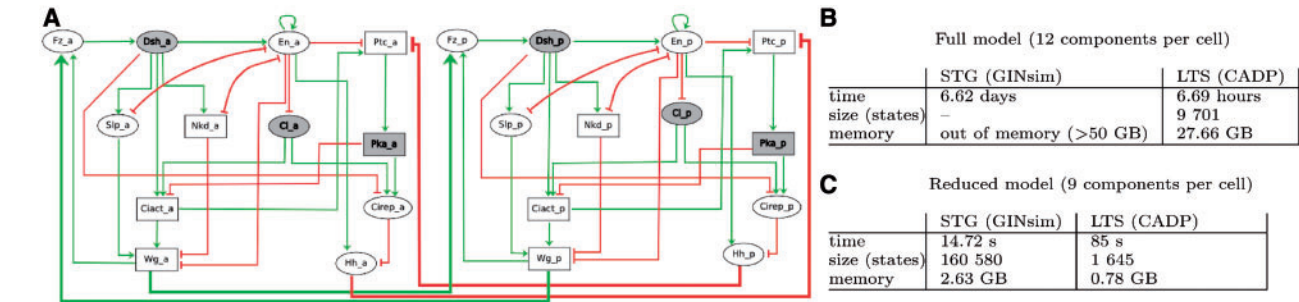 A
Fz_a
Dsh_a
En_a
Ptc_a
Slp_a
Nkd_a
Ci_a
Pka_a
Ciact_a
Cirep_a
Wg_a
Hh_a
Fz_p
Dsh_p
En_p
Ptc_p
Slp_p
Nkd_p
Ci_p
Pka_p
Ciact_p
Cirep_p
Wg_p
Hh_p
B
Full model (12 components per cell)
STG (GINsim) LTS (CADP)
time 6.62 days 6.69 hours
size (states) – 9 701
memory out of memory (>50 GB) 27.66 GB
C
Reduced model (9 components per cell)
STG (GINsim) LTS (CADP)
time 14.72 s 85 s
size (states) 160 580 1 645
memory 2.63 GB 0.78 GB